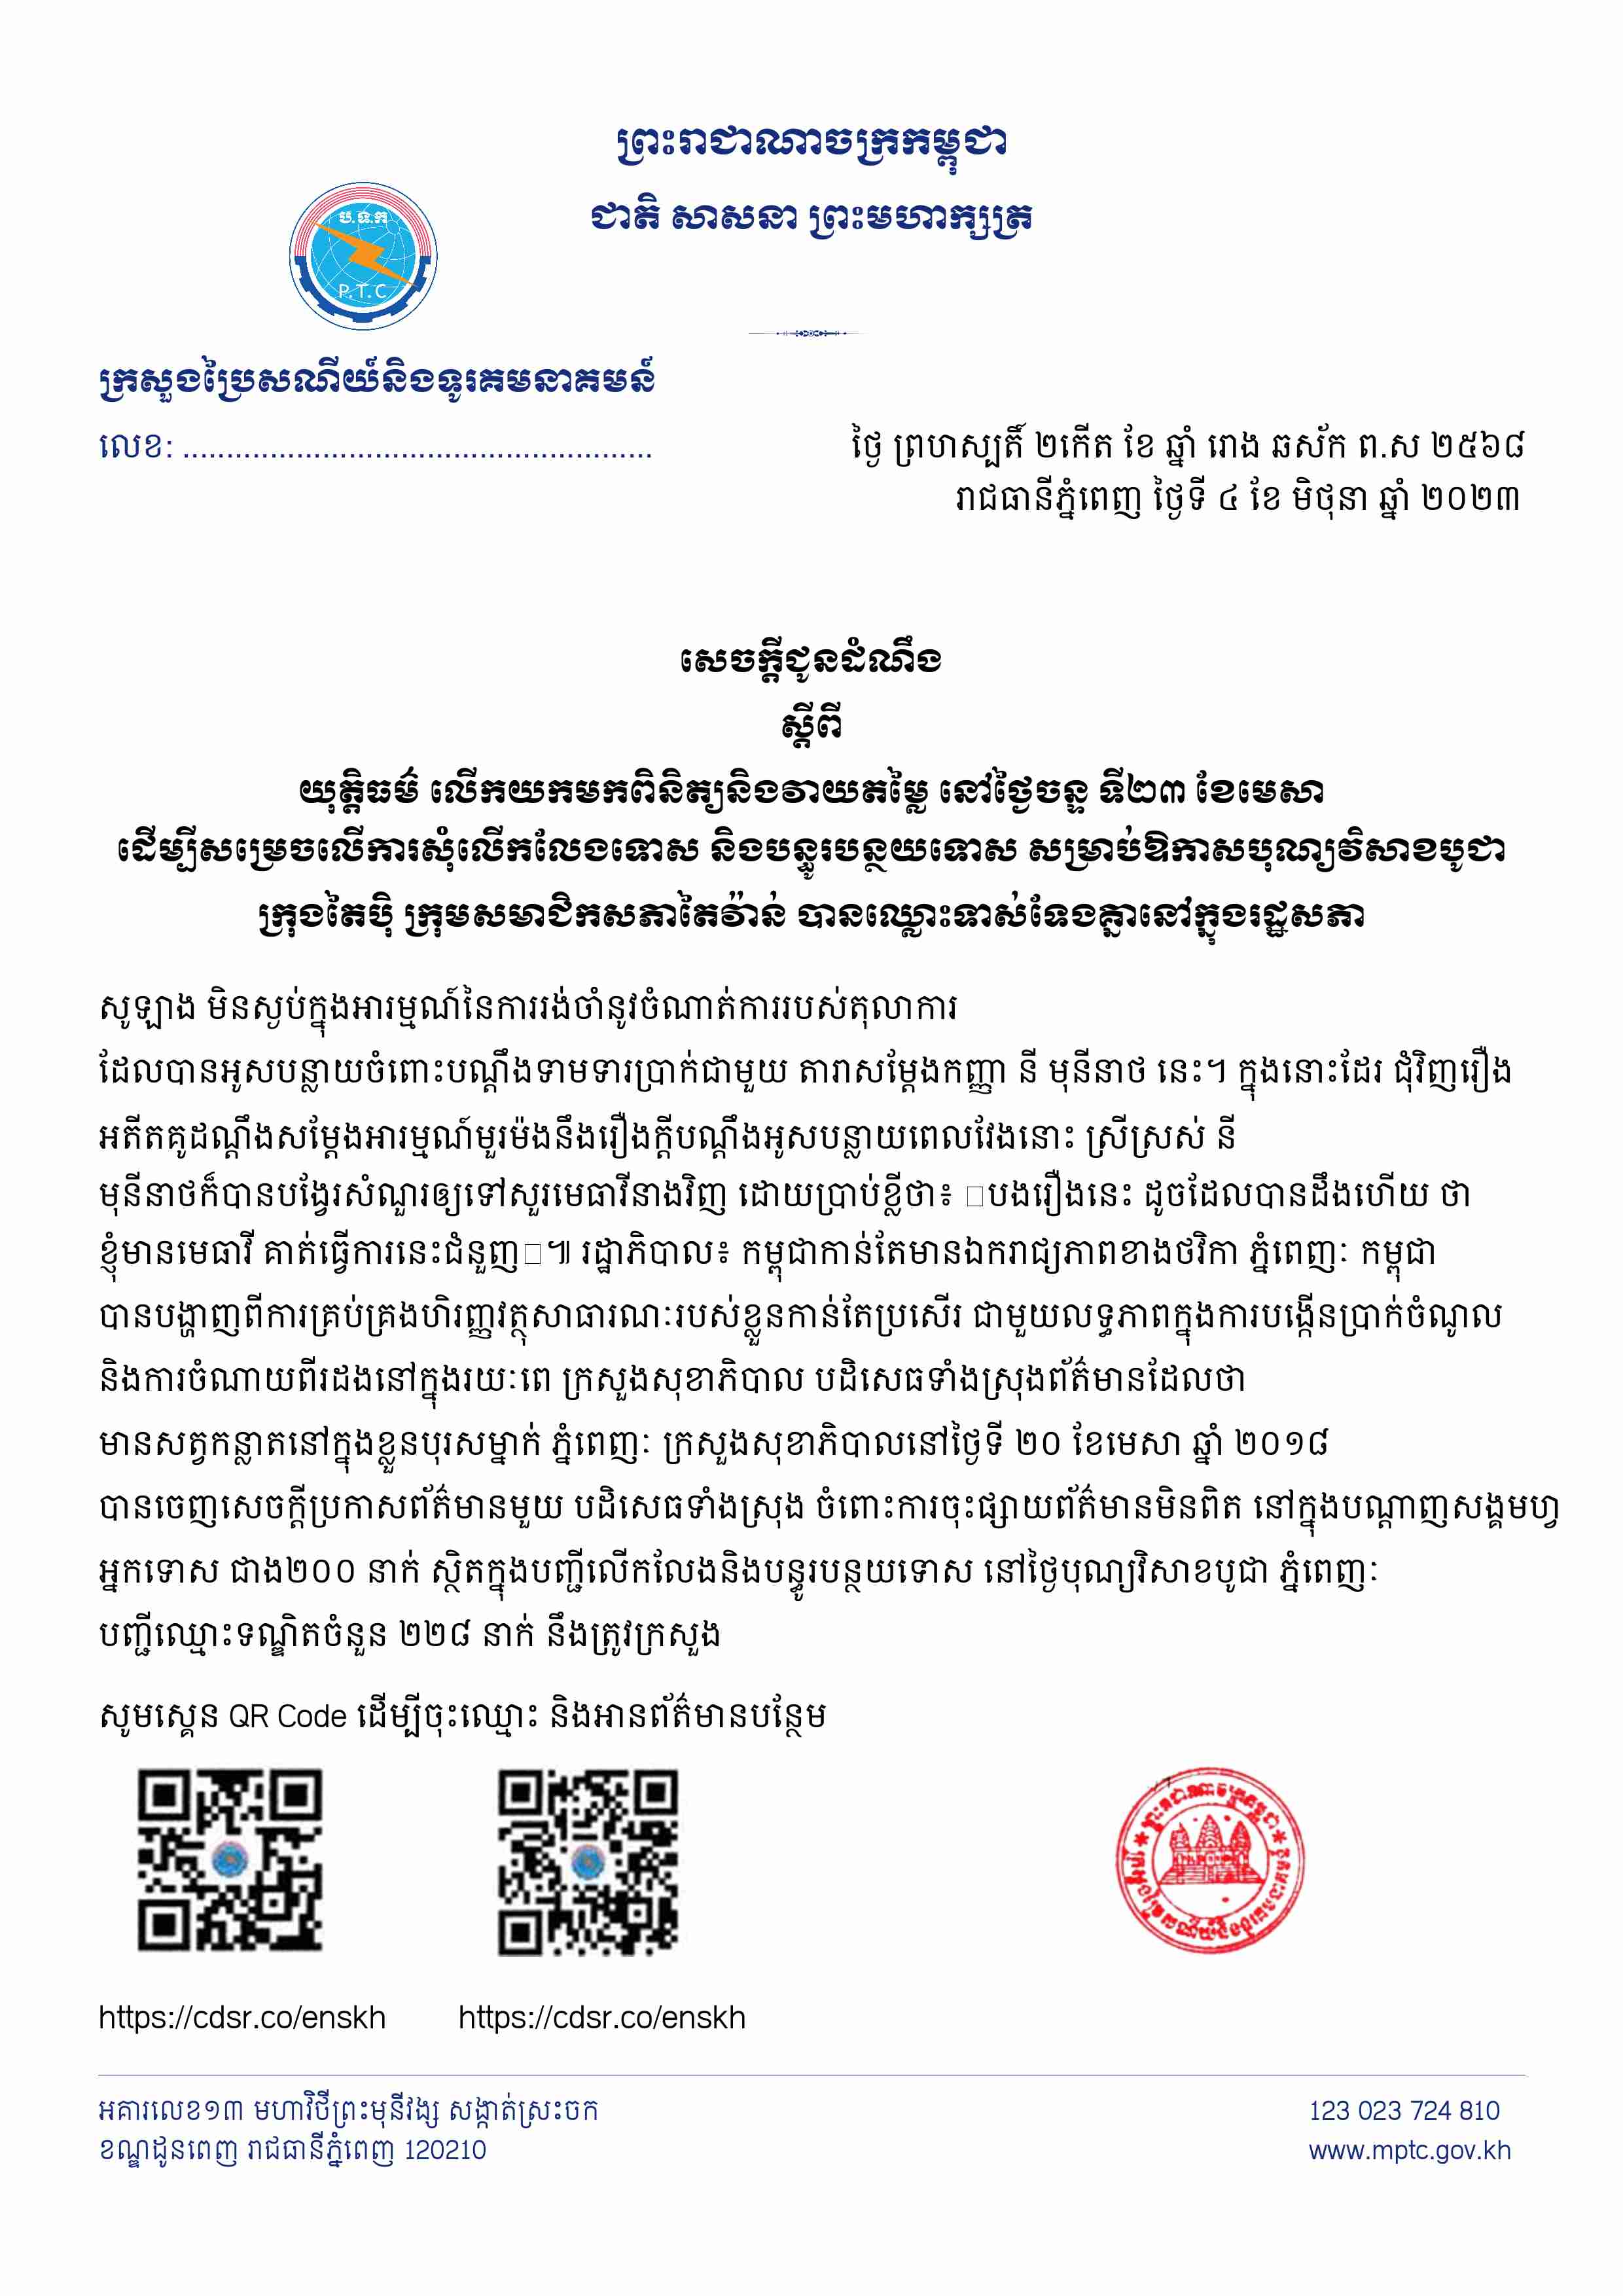 ព្រះរាជាណាចក្រកម្ពុជា
ជាតិ សាសនា ព្រះមហាក្សត្រ
ប.ទ.ក
P.T.C
ក្រសួងប្រៃសណីយ៍និងទូរគមនាគមន៍
លេខ: ......................................................
ថ្ងៃ ព្រហស្បតិ៍ ២កើត ខែ ឆ្នាំ រោង ឆស័ក ព.ស ២៥៦៨
រាជធានីភ្នំពេញ ថ្ងៃទី ៤ ខែ មិថុនា ឆ្នាំ ២០២៣
សេចក្តីជូនដំណឹង
ស្តីពី
យុត្តិធម៌ លើកយកមកពិនិត្យនិងវាយតម្លៃ នៅថ្ងៃចន្ទ ទី២៣ ខែមេសា
ដើម្បីសម្រេចលើការសុំលើកលែងទោស និងបន្ធូរបន្ថយទោស សម្រាប់ឱកាសបុណ្យវិសាខបូជា
ក្រុងតៃប៉ិ ក្រុមសមាជិកសភាតៃវ៉ាន់ បានឈ្លោះទាស់ទែងគ្នានៅក្នុងរដ្ឋសភា
សូឡាង មិនស្ងប់ក្នុងអារម្មណ៍នៃការរង់ចាំនូវចំណាត់ការរបស់តុលាការ
ដែលបានអូសបន្លាយចំពោះបណ្តឹងទាមទារប្រាក់ជាមួយ តារាសម្តែងកញ្ញា នី មុនីនាថ នេះ។ ក្នុងនោះដែរ ជុំវិញរឿង
អតីតគូដណ្តឹងសម្តែងអារម្មណ៍មួរម៉ងនឹងរឿងក្តីបណ្តឹងអូសបន្លាយពេលវែងនោះ ស្រីស្រស់ នី
មុនីនាថក៏បានបង្វែរសំណួរឲ្យទៅសួរមេធាវីនាងវិញ ដោយប្រាប់ខ្លីថា៖ □បងរឿងនេះ ដូចដែលបានដឹងហើយ ថា
ខ្ញុំមានមេធាវី គាត់ធ្វើការនេះជំនួញ□៕ រដ្ឋាភិបាល៖ កម្ពុជាកាន់តែមានឯករាជ្យភាពខាងថវិកា ភ្នំពេញៈ កម្ពុជា
បានបង្ហាញពីការគ្រប់គ្រងហិរញ្ញវត្ថុសាធារណៈរបស់ខ្លួនកាន់តែប្រសើរ ជាមួយលទ្ធភាពក្នុងការបង្កើនប្រាក់ចំណូល
និងការចំណាយពីរដងនៅក្នុងរយៈពេ ក្រសួងសុខាភិបាល បដិសេធទាំងស្រុងព័ត៌មានដែលថា
មានសត្វកន្លាតនៅក្នុងខ្លួនបុរសម្នាក់ ភ្នំពេញៈ ក្រសួងសុខាភិបាលនៅថ្ងៃទី ២០ ខែមេសា ឆ្នាំ ២០១៨
បានចេញសេចក្តីប្រកាសព័ត៌មានមួយ បដិសេធទាំងស្រុង ចំពោះការចុះផ្សាយព័ត៌មានមិនពិត នៅក្នុងបណ្តាញសង្គមហ្វ
អ្នកទោស ជាង២០០ នាក់ ស្ថិតក្នុងបញ្ជីលើកលែងនិងបន្ធូរបន្ថយទោស នៅថ្ងៃបុណ្យវិសាខបូជា ភ្នំពេញៈ
បញ្ជីឈ្មោះទណ្ឌិតចំនួន ២២៨ នាក់ នឹងត្រូវក្រសួង
សូមស្គេន QR Code ដើម្បីចុះឈ្មោះ និងអានព័ត៌មានបន្ថែម
ព្រះរាជាណាចក្រកម្ពុជា
ក្រសួងប្រៃសណីយ៍និងទូរគមនាគមន៍
https://cdsr.co/enskh https://cdsr.co/enskh
អគារលេខ១៣ មហាវិថីព្រះមុនីវង្ស សង្កាត់ស្រះចក
ខណ្ឌដូនពេញ រាជធានីភ្នំពេញ 120210
123 023 724 810
www.mptc.gov.kh